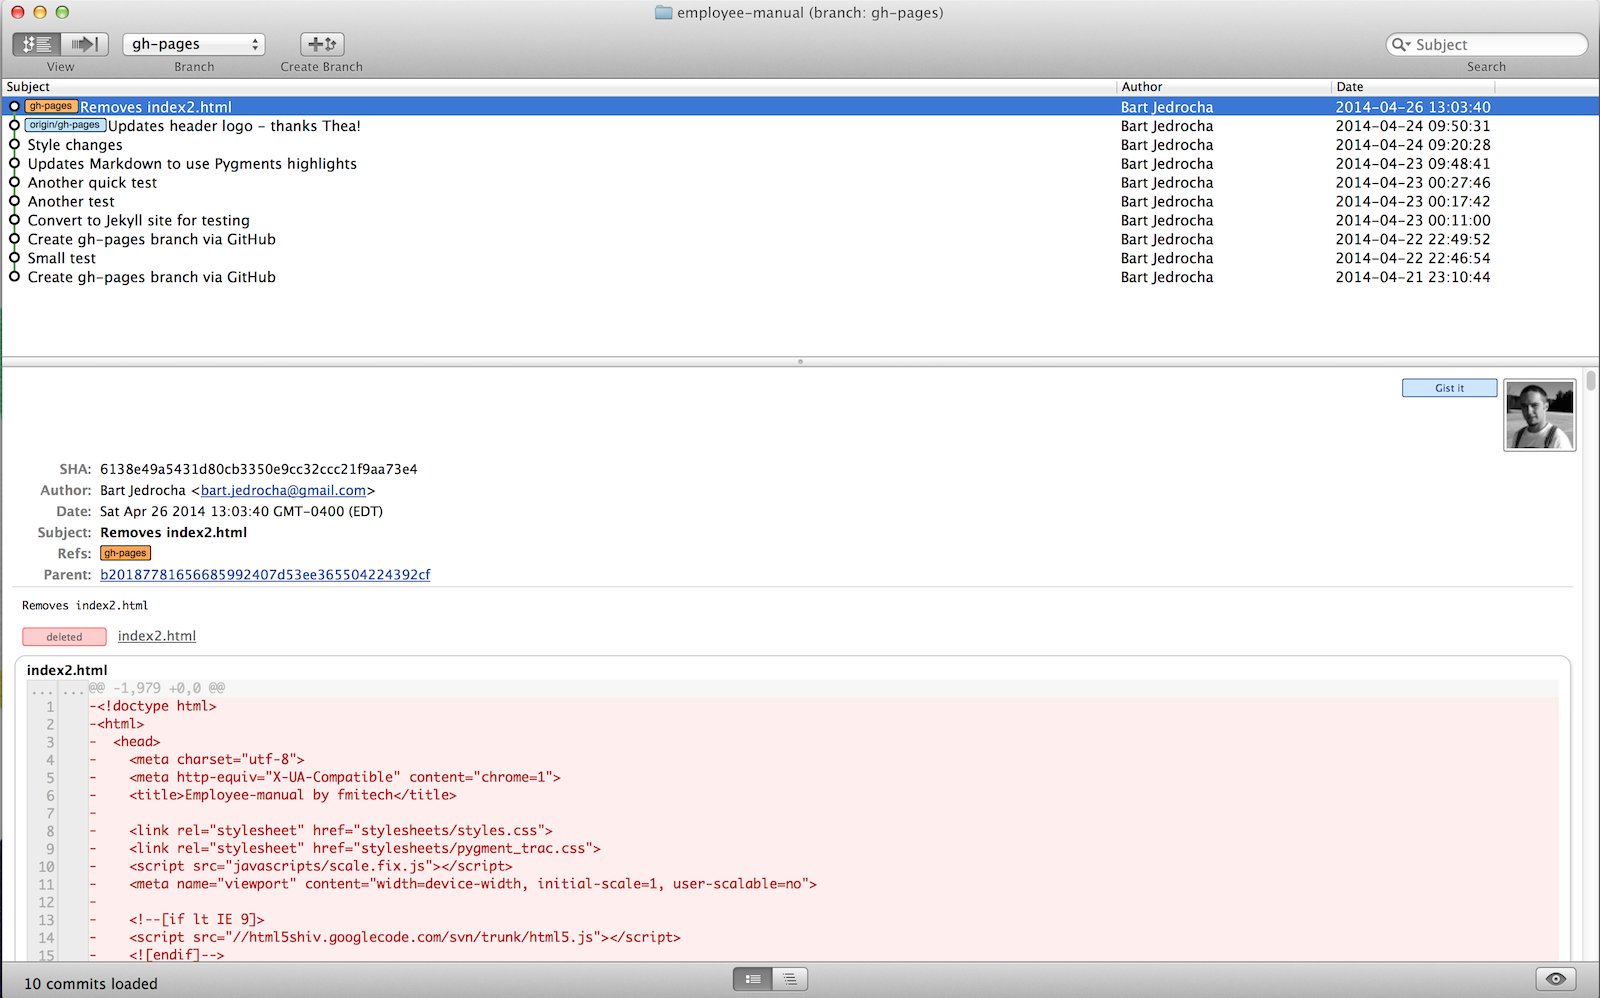 employee-manual (branch: gh-pages)
gh-pages
Subject
View
Branch
Create Branch
Search
Subject Author Date
gh-pages Removes index2.html Bart Jedrocha 2014-04-26 13:03:40
origin/gh-pages Updates header logo - thanks Thea! Bart Jedrocha 2014-04-24 09:50:31
Style changes Bart Jedrocha 2014-04-24 09:20:28
Updates Markdown to use Pygments highlights Bart Jedrocha 2014-04-23 09:48:41
Another quick test Bart Jedrocha 2014-04-23 00:27:46
Another test Bart Jedrocha 2014-04-23 00:17:42
Convert to Jekyll site for testing Bart Jedrocha 2014-04-23 00:11:00
Create gh-pages branch via GitHub Bart Jedrocha 2014-04-22 22:49:52
Small test Bart Jedrocha 2014-04-22 22:46:54
Create gh-pages branch via GitHub Bart Jedrocha 2014-04-21 23:10:44
Gist it
SHA: 6138e49a5431d80cb3350e9cc32ccc21f9aa73e4
Author: Bart Jedrocha <bart.jedrocha@gmail.com>
Date: Sat Apr 26 2014 13:03:40 GMT-0400 (EDT)
Subject: Removes index2.html
Refs: gh-pages
Parent: b20187781656685992407d53ee365504224392cf
Removes index2.html
deleted index2.html
index2.html
... ... @@ -1,979 +0,0 @@
1 -<!doctype html>
2 -<html>
3 -  <head>
4 -    <meta charset="utf-8">
5 -    <meta http-equiv="X-UA-Compatible" content="chrome=1">
6 -    <title>Employee-manual by fmitech</title>
7 -
8 -    <link rel="stylesheet" href="stylesheets/styles.css">
9 -    <link rel="stylesheet" href="stylesheets/pygment_trac.css">
10 -    <script src="javascripts/scale.fix.js"></script>
11 -    <meta name="viewport" content="width=device-width, initial-scale=1, user-scalable=no">
12 -
13 -    <!--[if lt IE 9]>
14 -    <script src="//html5shiv.googlecode.com/svn/trunk/html5.js"></script>
15 -    <![endif]-->
10 commits loaded